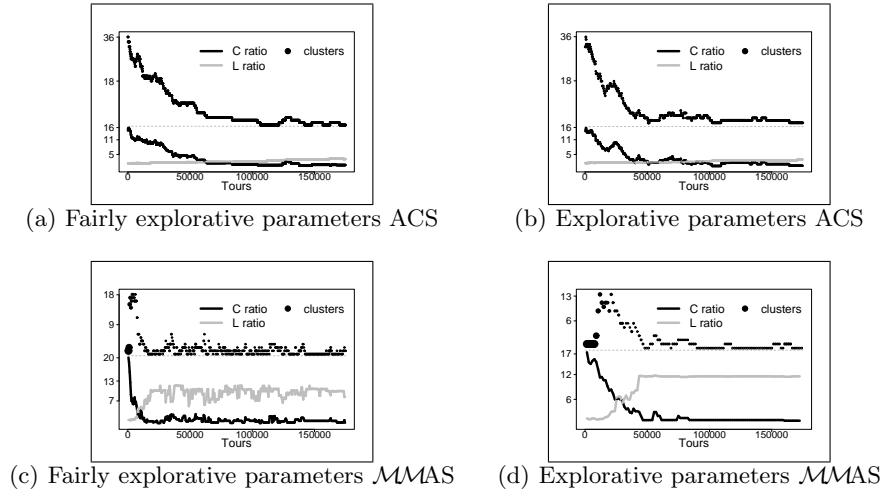 36
18
16
11
5
C ratio
L ratio
clusters
0 50000 100000 150000
Tours
(a) Fairly explorative parameters ACS
36
18
16
11
5
C ratio
L ratio
clusters
0 50000 100000 150000
Tours
(b) Explorative parameters ACS
18
9
20
13
7
C ratio
L ratio
clusters
0 50000 100000 150000
Tours
(c) Fairly explorative parameters MMAS
13
6
17
12
6
C ratio
L ratio
clusters
0 50000 100000 150000
Tours
(d) Explorative parameters MMAS